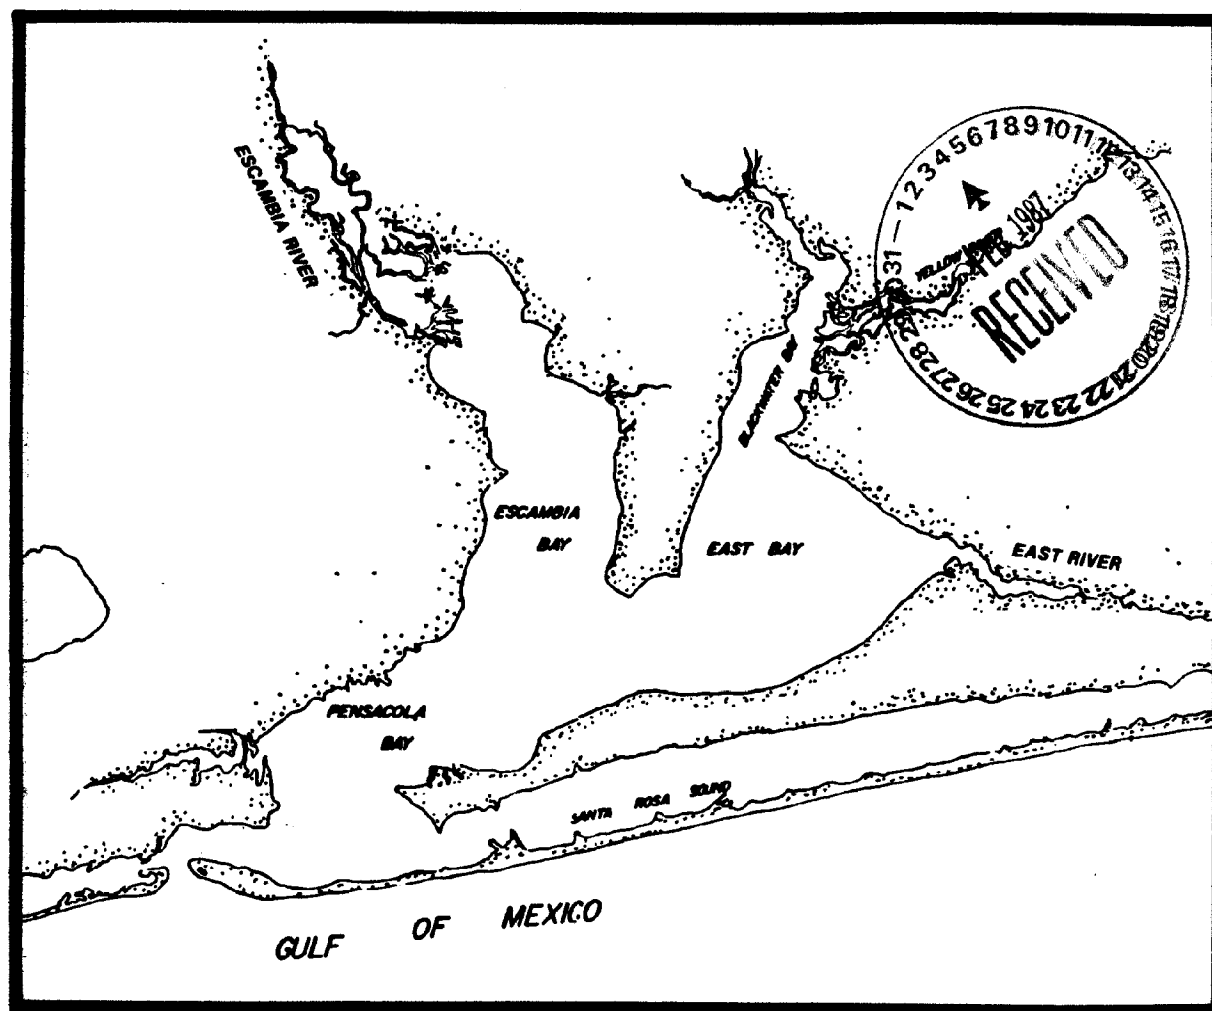 ESCAMBIA RIVER
1 2 3 4 5 6 7 8 9 10 11 12 13 14 15 16 17 18 19 20 21 22 23 24 25 26 27 28 29 30 31
YELLOW RIVER
FEB 1987
RECEIVED
BLACKWATER BAY
ESCAMBIA
BAY
EAST BAY
EAST RIVER
PENSACOLA
BAY
SANTA ROSA SOUND
GULF OF MEXICO